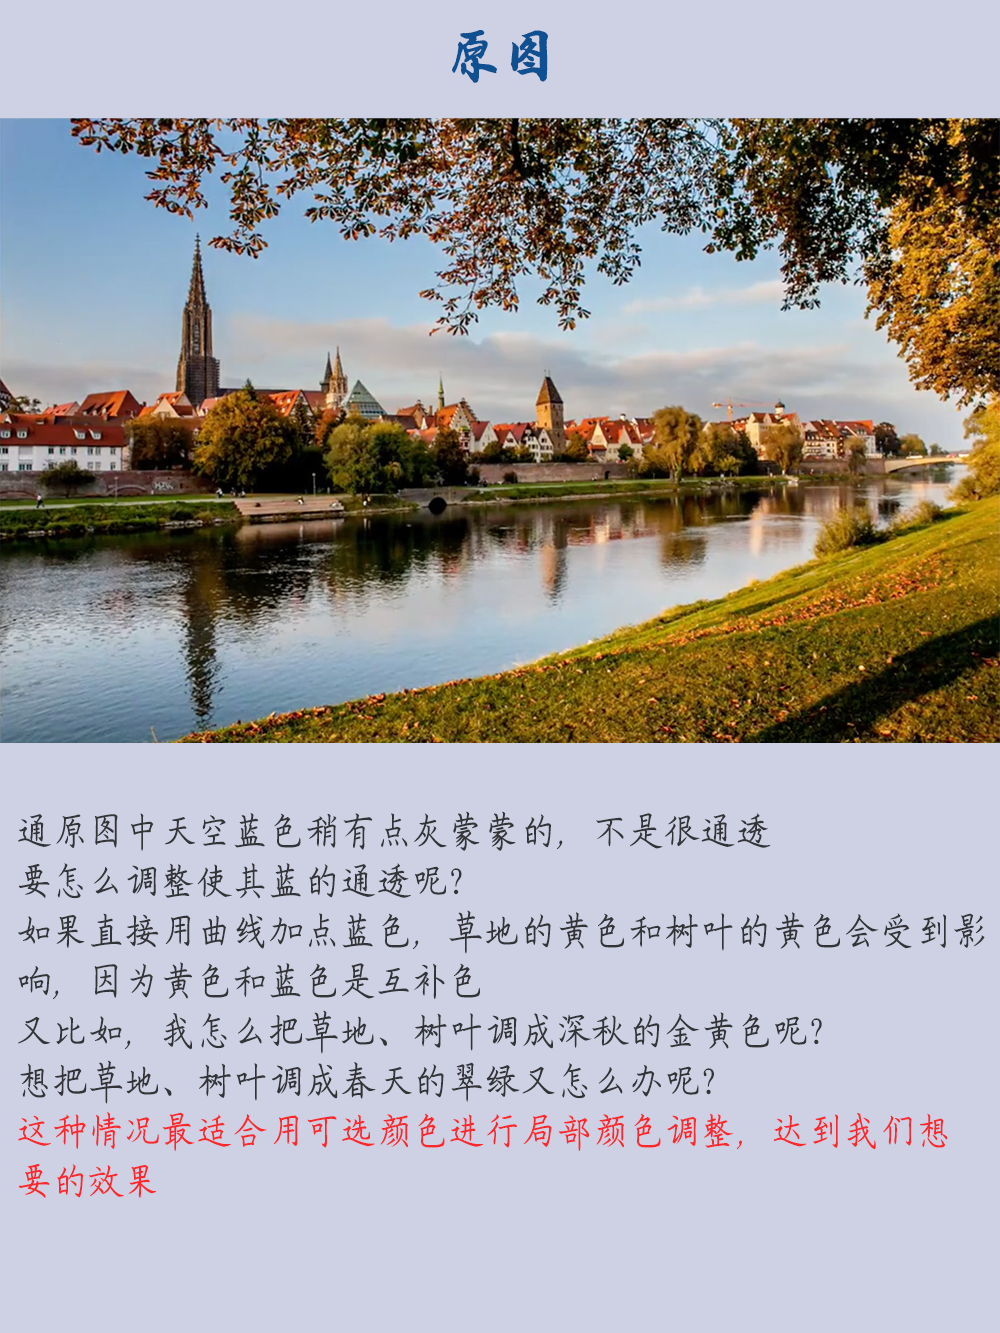 原图
通原图中天空蓝色稍有点灰蒙蒙的，不是很通透
要怎么调整使其蓝的通透呢？
如果直接用曲线加点蓝色，草地的黄色和树叶的黄色会受到影
响，因为黄色和蓝色是互补色
又比如，我怎么把草地、树叶调成深秋的金黄色呢？
想把草地、树叶调成春天的翠绿又怎么办呢？
这种情况最适合用可选颜色进行局部颜色调整，达到我们想
要的效果